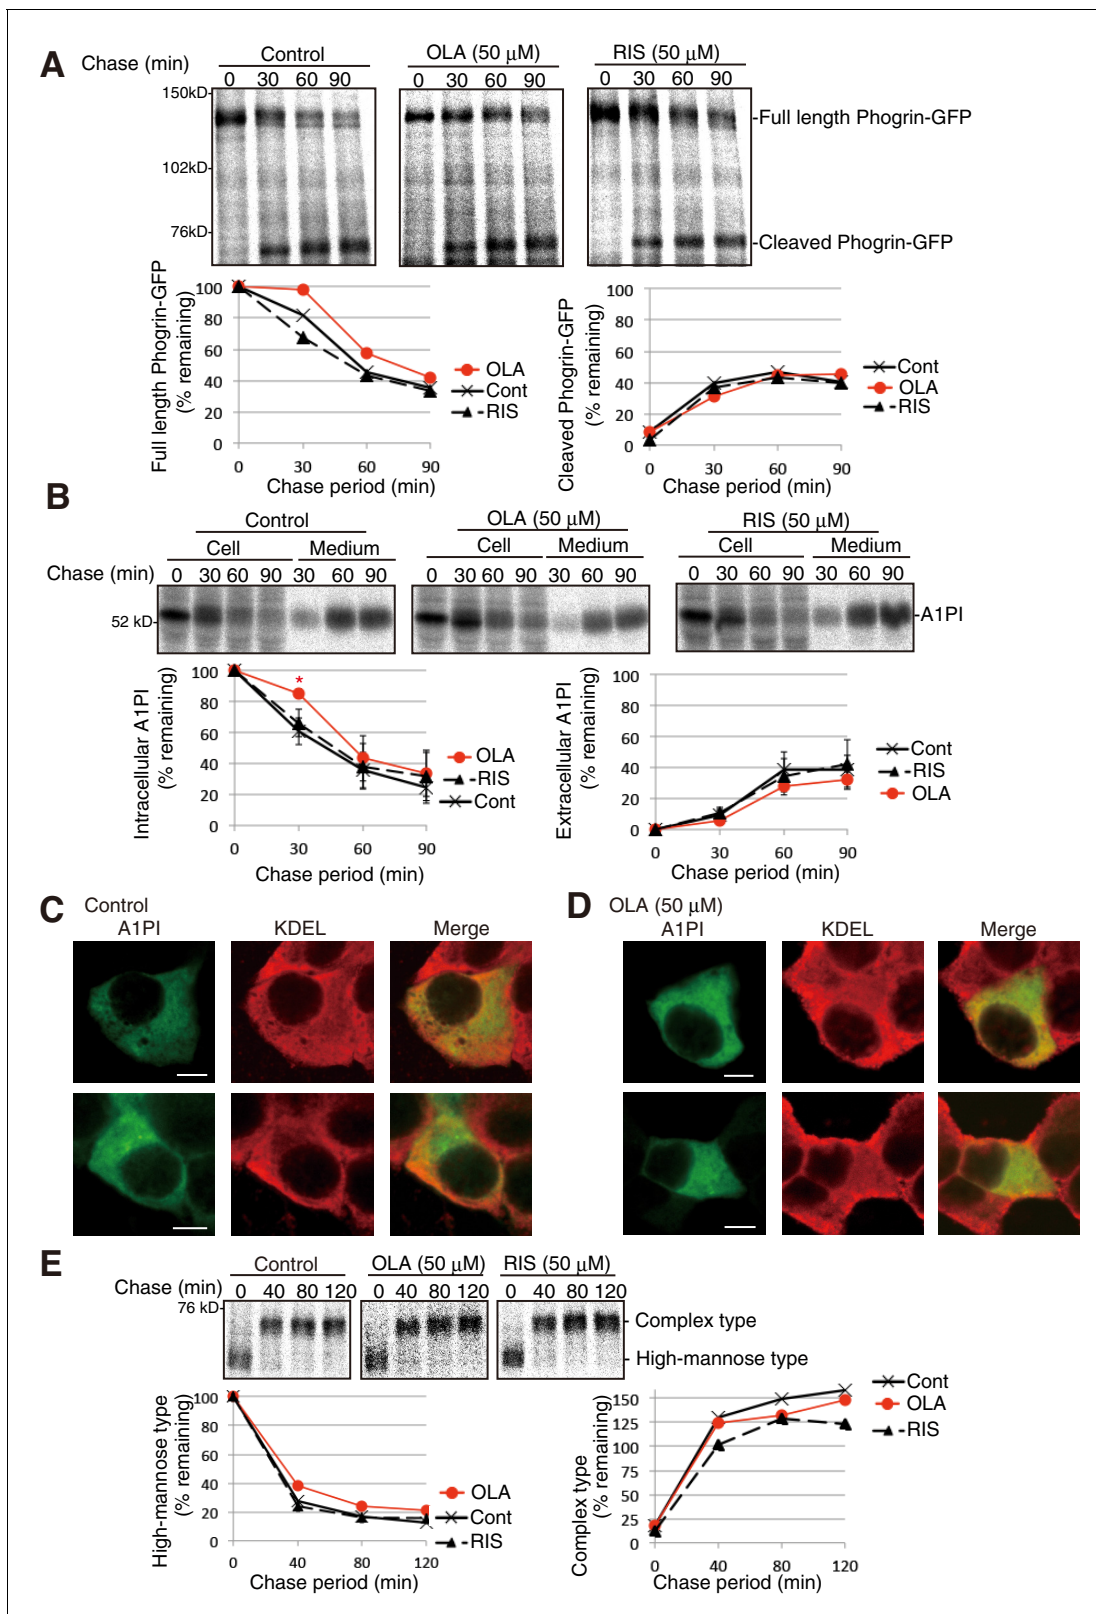 A
Chase (min)
Control
OLA (50 μM)
RIS (50 μM)
0 30 60 90
0 30 60 90
0 30 60 90
150kD
102kD
76kD
-Full length Phogrin-GFP
-Cleaved Phogrin-GFP
Full length Phogrin-GFP
(% remaining)
100
80
60
40
20
0
0 30 60 90
Chase period (min)
OLA
Cont
RIS
Cleaved Phogrin-GFP
(% remaining)
100
80
60
40
20
0
0 30 60 90
Chase period (min)
Cont
OLA
RIS
B
Control
OLA (50 μM)
RIS (50 μM)
Cell Medium
Cell Medium
Cell Medium
Chase (min)
0 30 60 90 30 60 90
0 30 60 90 30 60 90
0 30 60 90 30 60 90
52 kD
-A1PI
Intracellular A1PI
(% remaining)
100
80
60
40
20
0
*
0 30 60 90
Chase period (min)
OLA
RIS
Cont
Extracellular A1PI
(% remaining)
100
80
60
40
20
0
0 30 60 90
Chase period (min)
Cont
RIS
OLA
C
Control
A1PI KDEL Merge
D
OLA (50 μM)
A1PI KDEL Merge
E
Control
OLA (50 μM)
RIS (50 μM)
Chase (min)
0 40 80 120
0 40 80 120
0 40 80 120
76 kD
Complex type
High-mannose type
High-mannose type
(% remaining)
100
80
60
40
20
0
0 40 80 120
Chase period (min)
OLA
Cont
RIS
Complex type
(% remaining)
150
125
100
75
50
25
0
0 40 80 120
Chase period (min)
Cont
OLA
RIS